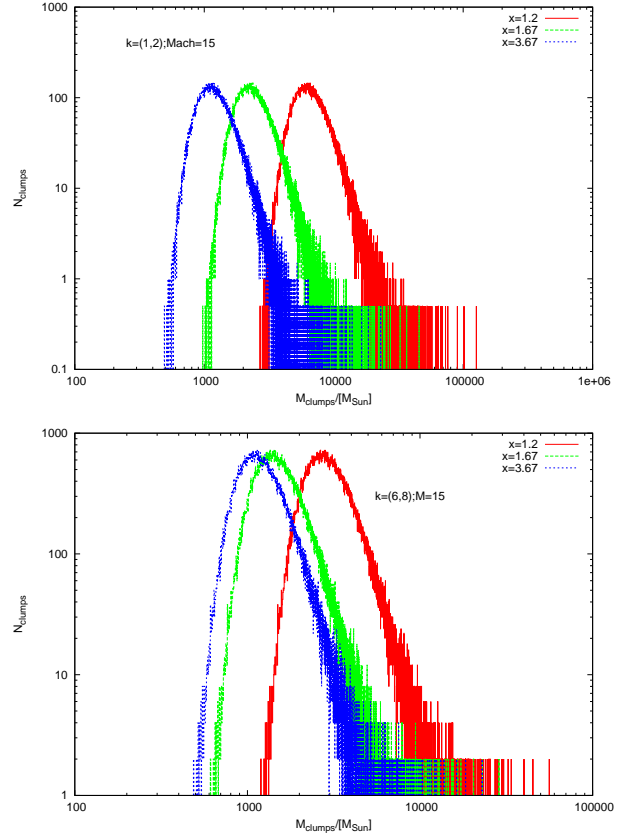 1000
x=1.2
k=(1,2);Mach=15
x=1.67
x=3.67
100
N_clumps
10
1
0.1
100
1000
10000
100000
1e+06
M_clumps/[M_Sun]
1000
x=1.2
x=1.67
x=3.67
k=(6,8);M=15
100
N_clumps
10
1
100
1000
10000
100000
M_clumps/[M_Sun]